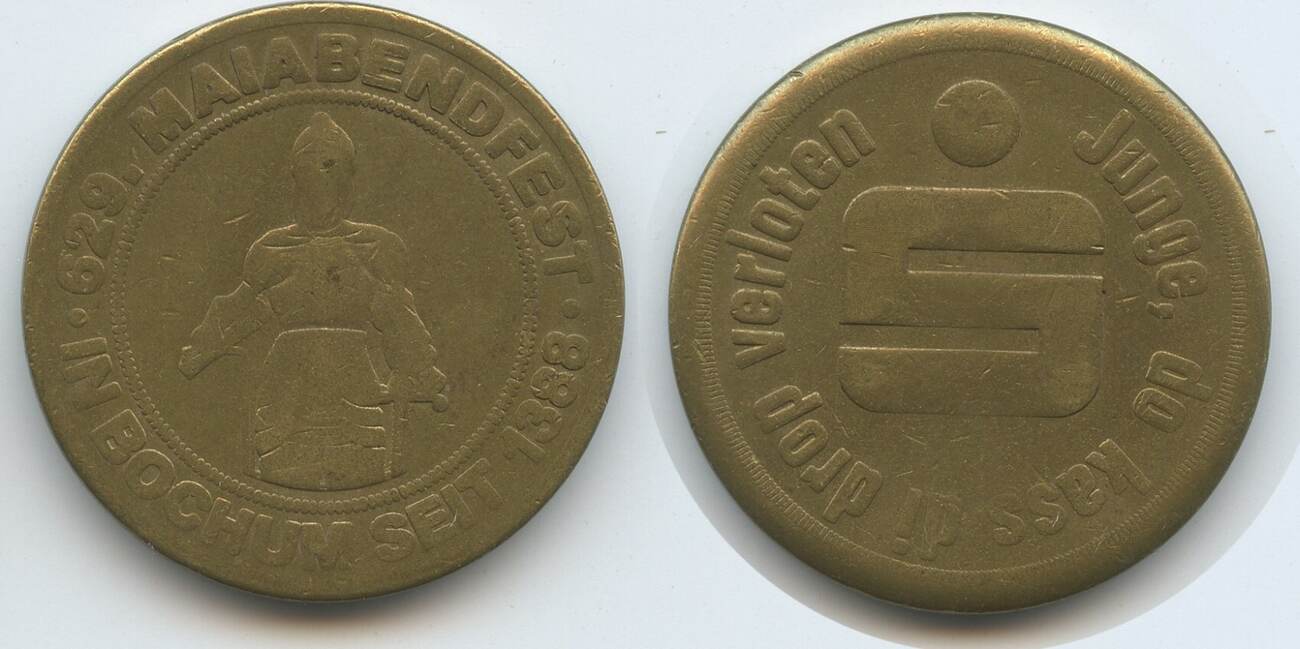 · 629. MAIABENDFEST ·
IN BOCHUM SEIT 1388
Junge, do kass di drop verloten